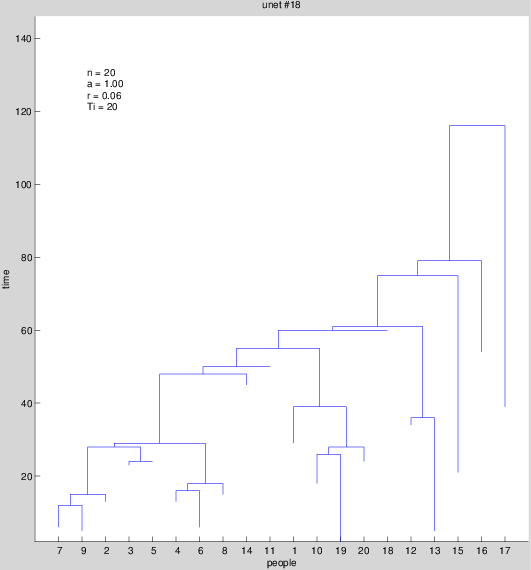 unet #18
140
n = 20
a = 1.00
r = 0.06
Ti = 20
120
100
80
time
60
40
20
7 9 2 3 5 4 6 8 14 11 1 10 19 20 18 12 13 15 16 17
people